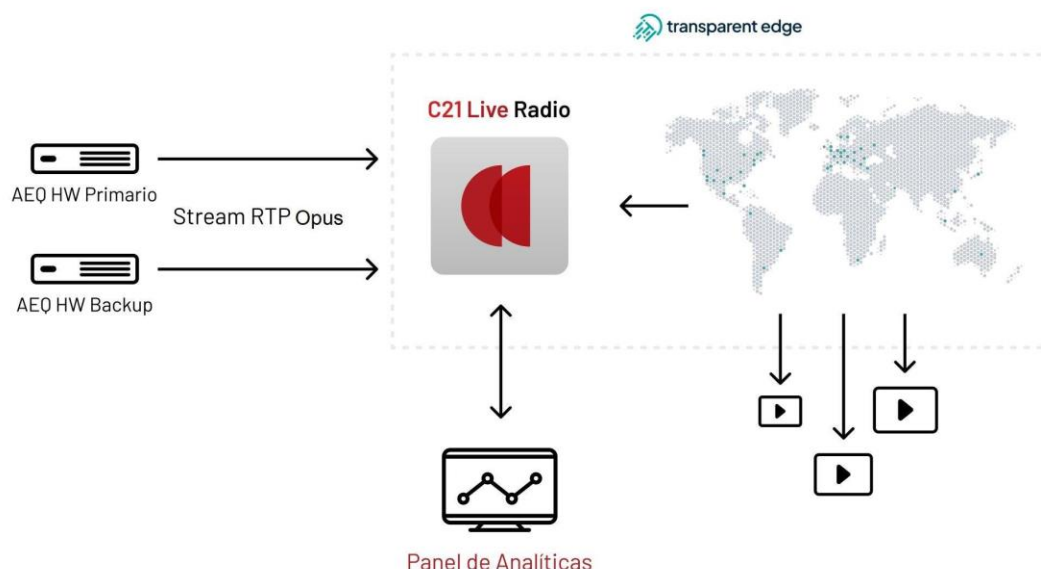 transparent edge
C21 Live Radio
AEQ HW Primario
Stream RTP Opus
AEQ HW Backup
Panel de Analíticas